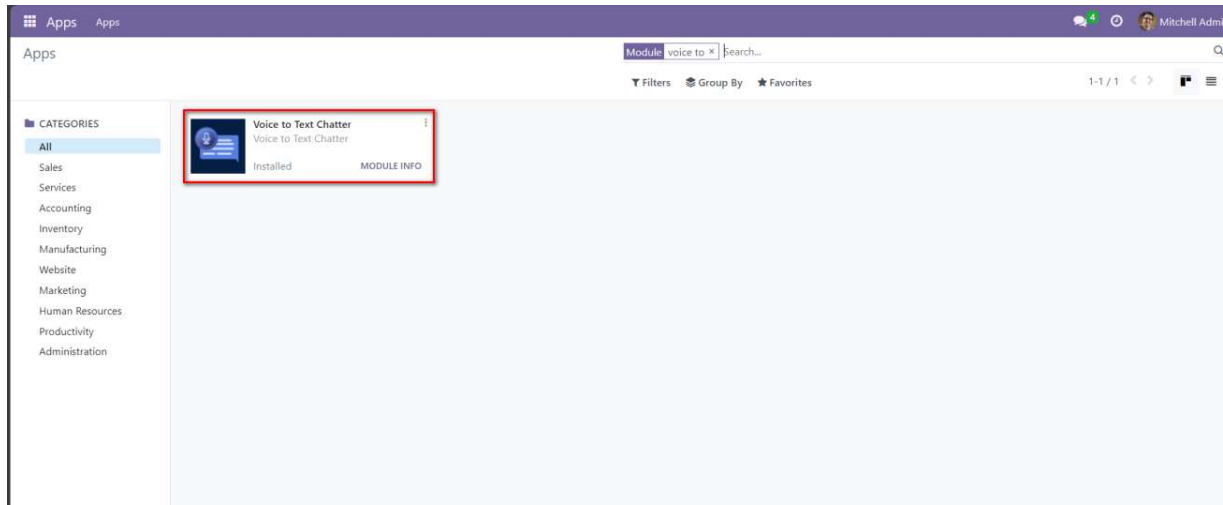 Apps Apps 4 Mitchell Admi
Apps Module voice to × Search...
Filters Group By Favorites 1-1 / 1
CATEGORIES
All
Sales
Services
Accounting
Inventory
Manufacturing
Website
Marketing
Human Resources
Productivity
Administration
Voice to Text Chatter
Voice to Text Chatter
Installed MODULE INFO